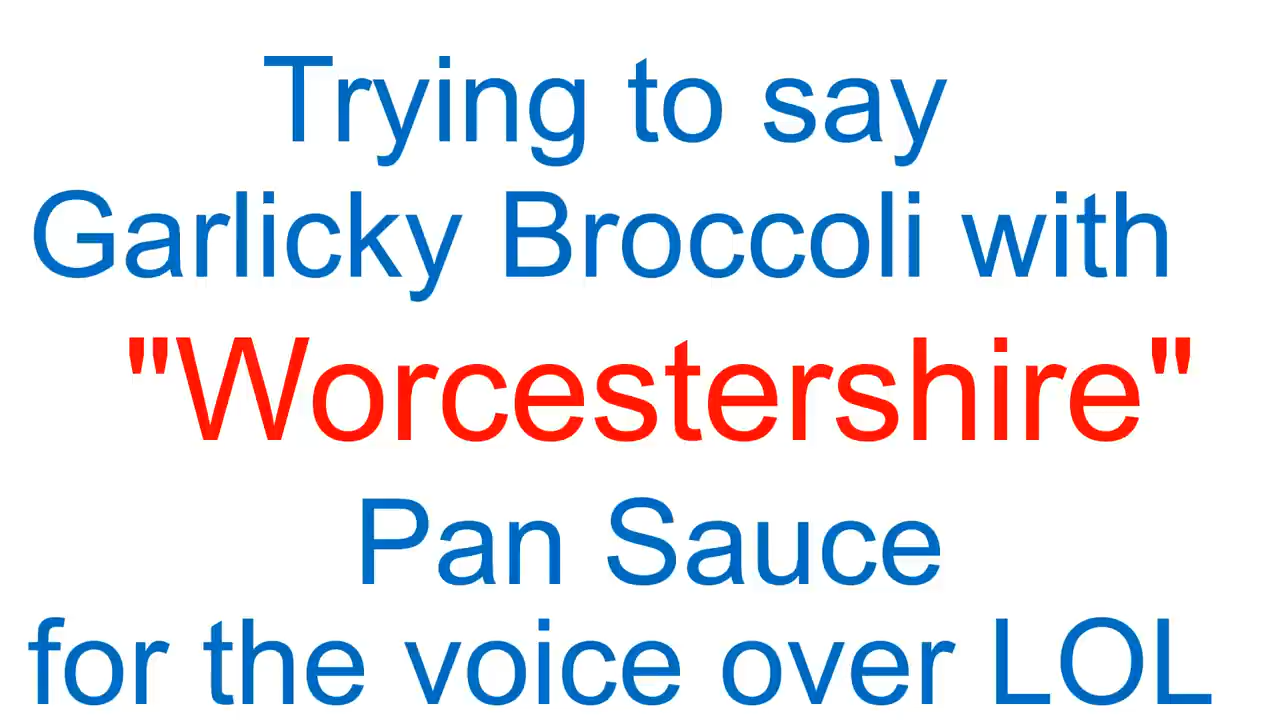 Trying to say
Garlicky Broccoli with
"Worcestershire"
Pan Sauce
for the voice over LOL